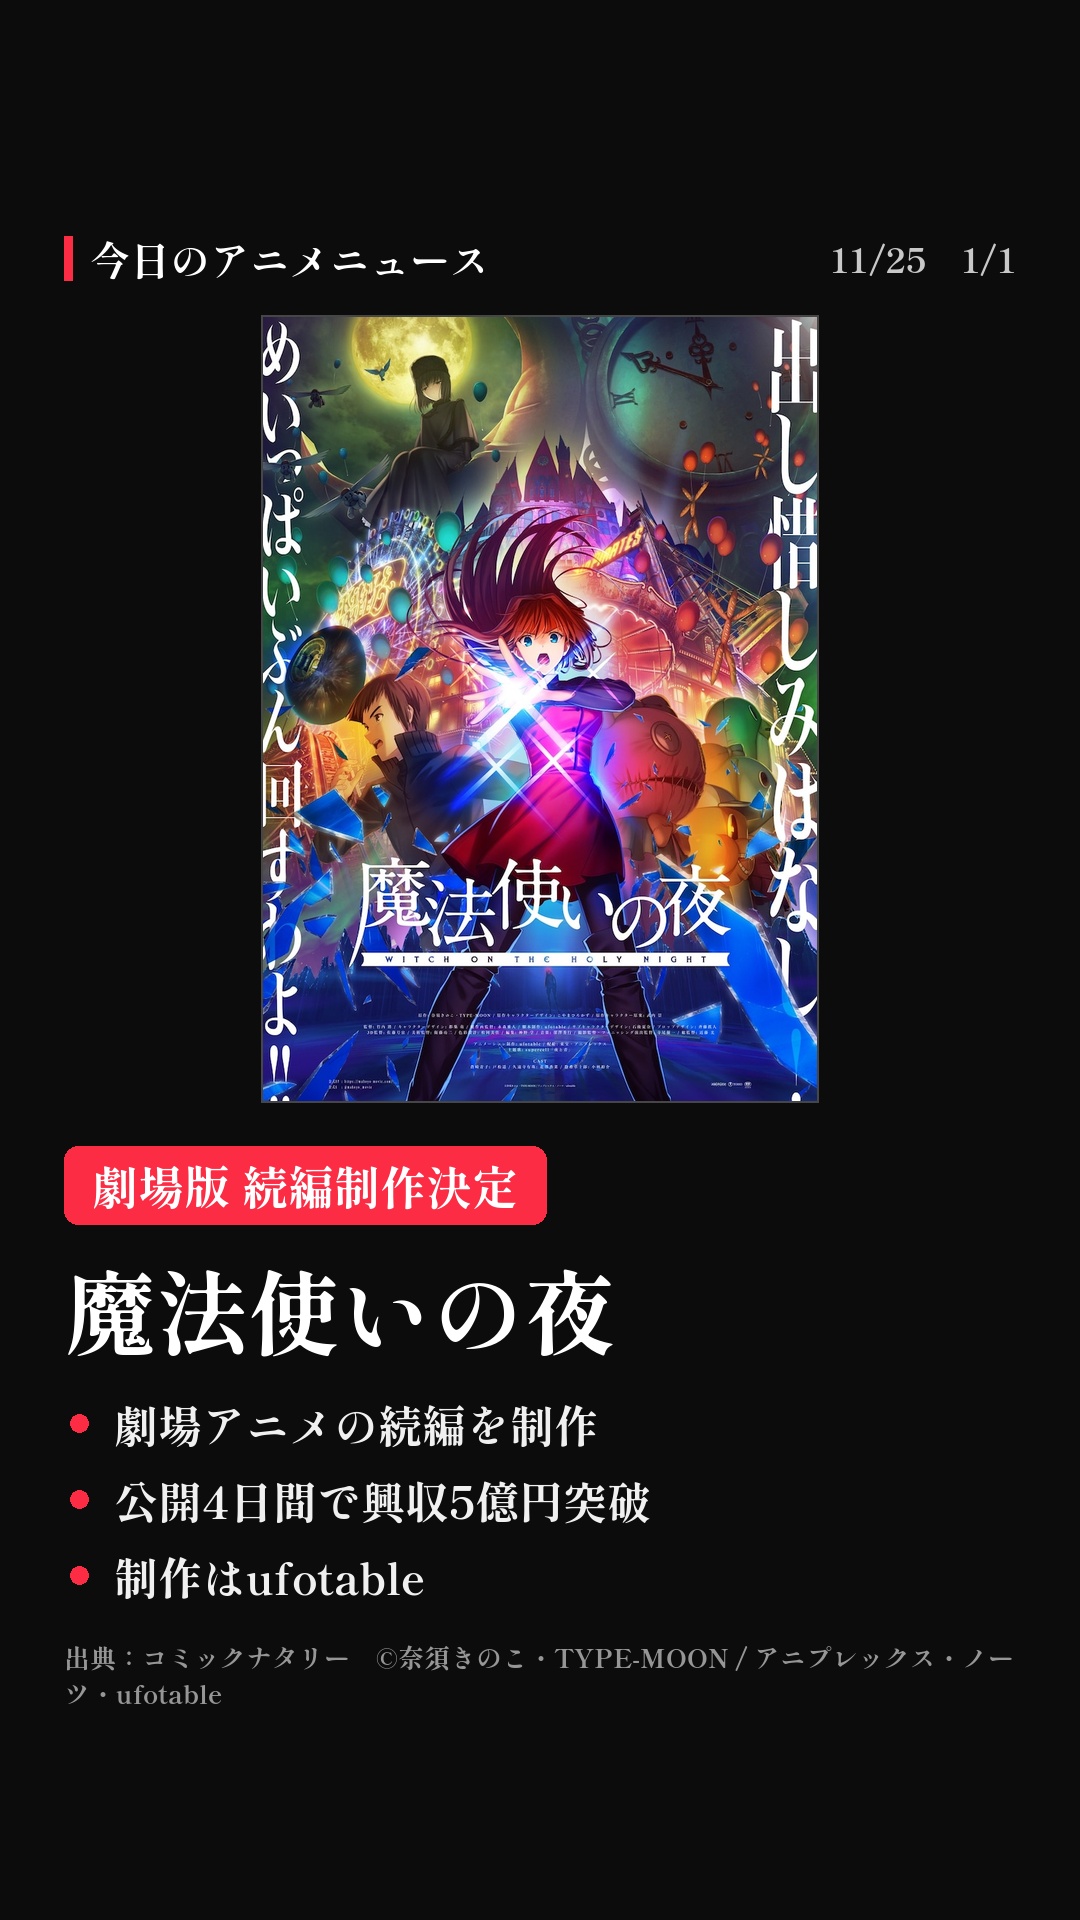 今日のアニメニュース
11/25 1/1
出し惜しみはなし!
めいっぱいぶん回すわよ!!
魔法使いの夜
WITCH ON THE HOLY NIGHT
CAST
劇場版 続編制作決定
魔法使いの夜
劇場アニメの続編を制作
公開4日間で興収5億円突破
制作はufotable
出典：コミックナタリー ©奈須きのこ・TYPE-MOON / アニプレックス・ノー
ツ・ufotable